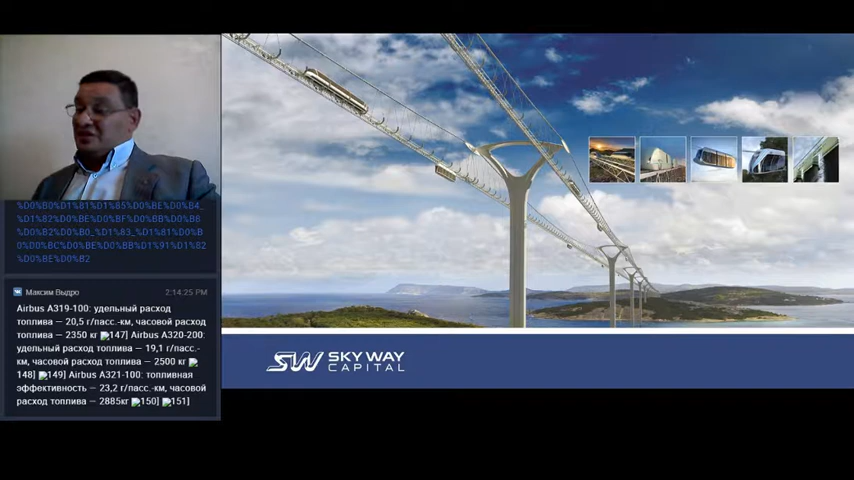 %D0%B0%D1%81%D1%85%D0%BE%D0%B4_
%D1%82%D0%BE%D0%BF%D0%BB%D0%B8
%D0%B2%D0%B0_%D1%83_%D1%81%D0%B
0%D0%BC%D0%BE%D0%BB%D1%91%D1%82
%D0%BE%D0%B2
Максим Выдро
2:14:25 PM
Airbus A319-100: удельный расход
топлива — 20,5 г/пасс.-км, часовой расход
топлива — 2350 кг 147] Airbus A320-200:
удельный расход топлива — 19,1 г/пасс.-
км, часовой расход топлива — 2500 кг
148] 149] Airbus A321-100: топливная
эффективность — 23,2 г/пасс.-км, часовой
расход топлива — 2885кг 150] 151]
SW SKY WAY
CAPITAL